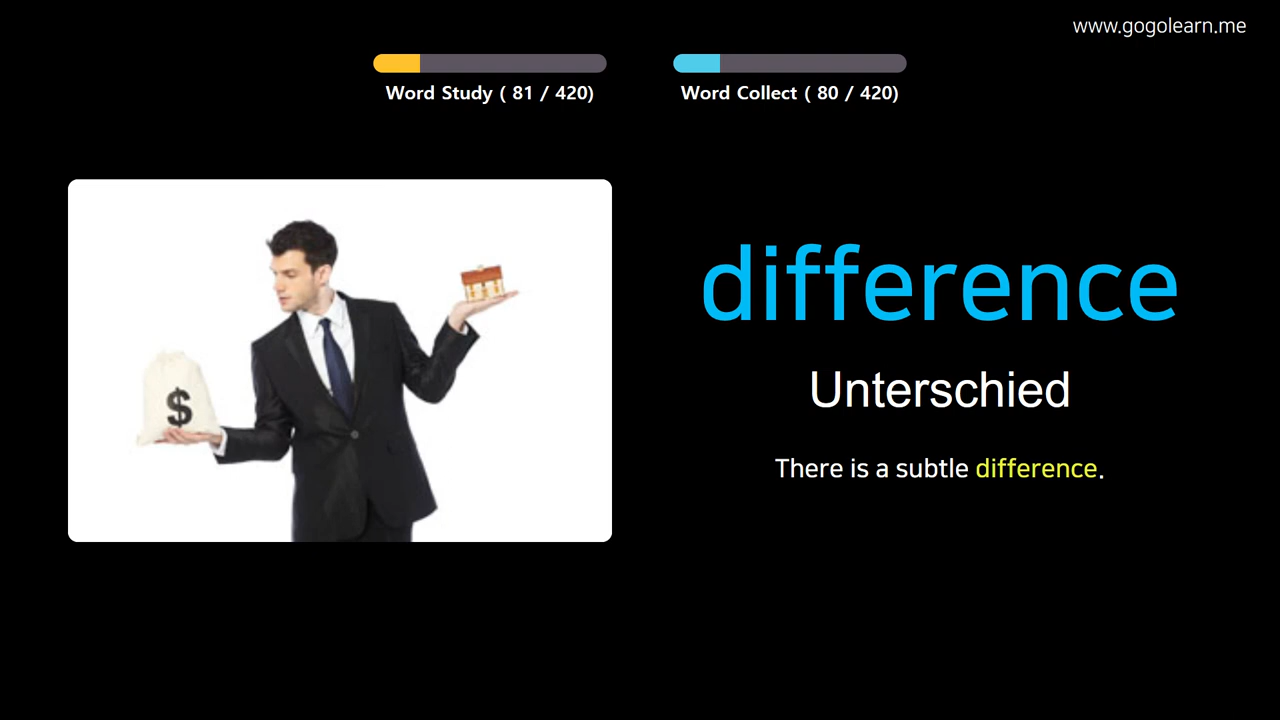 www.gogolearn.me
Word Study ( 81 / 420)
Word Collect ( 80 / 420)
$
difference
Unterschied
There is a subtle difference.